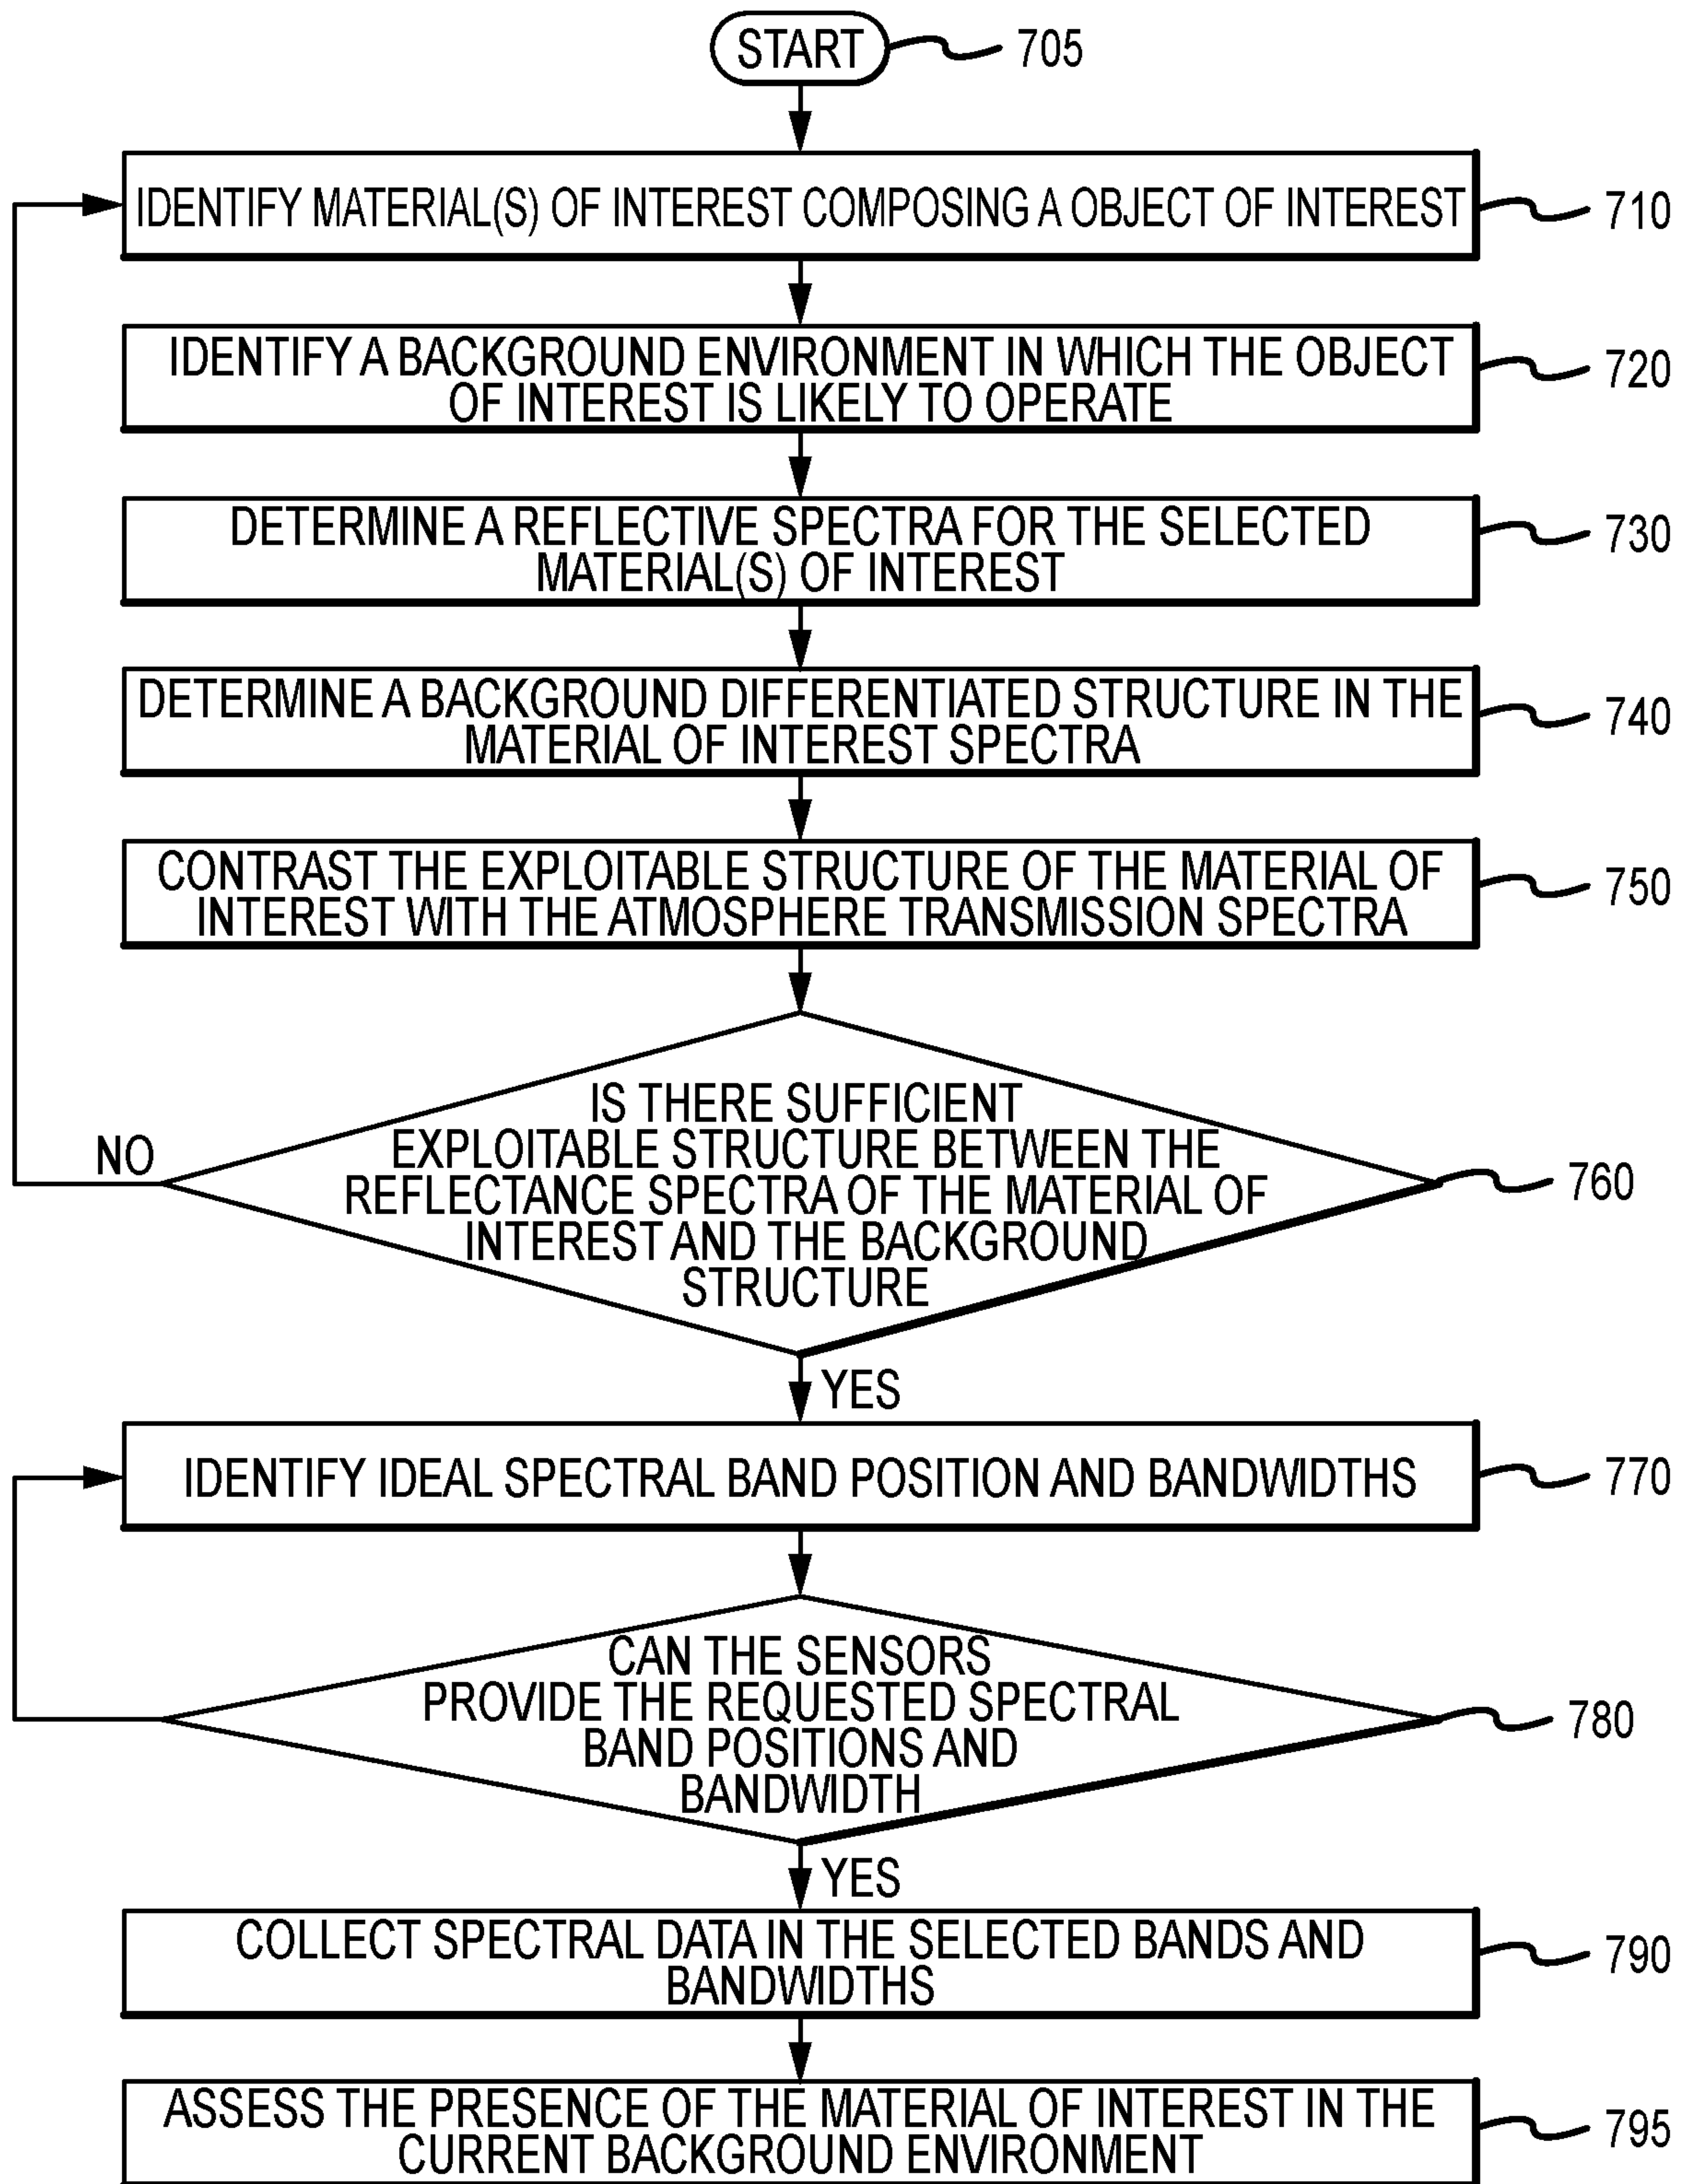 START
705
IDENTIFY MATERIAL(S) OF INTEREST COMPOSING A OBJECT OF INTEREST
710
IDENTIFY A BACKGROUND ENVIRONMENT IN WHICH THE OBJECT
OF INTEREST IS LIKELY TO OPERATE
720
DETERMINE A REFLECTIVE SPECTRA FOR THE SELECTED
MATERIAL(S) OF INTEREST
730
DETERMINE A BACKGROUND DIFFERENTIATED STRUCTURE IN THE
MATERIAL OF INTEREST SPECTRA
740
CONTRAST THE EXPLOITABLE STRUCTURE OF THE MATERIAL OF
INTEREST WITH THE ATMOSPHERE TRANSMISSION SPECTRA
750
IS THERE SUFFICIENT
EXPLOITABLE STRUCTURE BETWEEN THE
REFLECTANCE SPECTRA OF THE MATERIAL OF
INTEREST AND THE BACKGROUND
STRUCTURE
760
NO
YES
IDENTIFY IDEAL SPECTRAL BAND POSITION AND BANDWIDTHS
770
CAN THE SENSORS
PROVIDE THE REQUESTED SPECTRAL
BAND POSITIONS AND
BANDWIDTH
780
YES
COLLECT SPECTRAL DATA IN THE SELECTED BANDS AND
BANDWIDTHS
790
ASSESS THE PRESENCE OF THE MATERIAL OF INTEREST IN THE
CURRENT BACKGROUND ENVIRONMENT
795